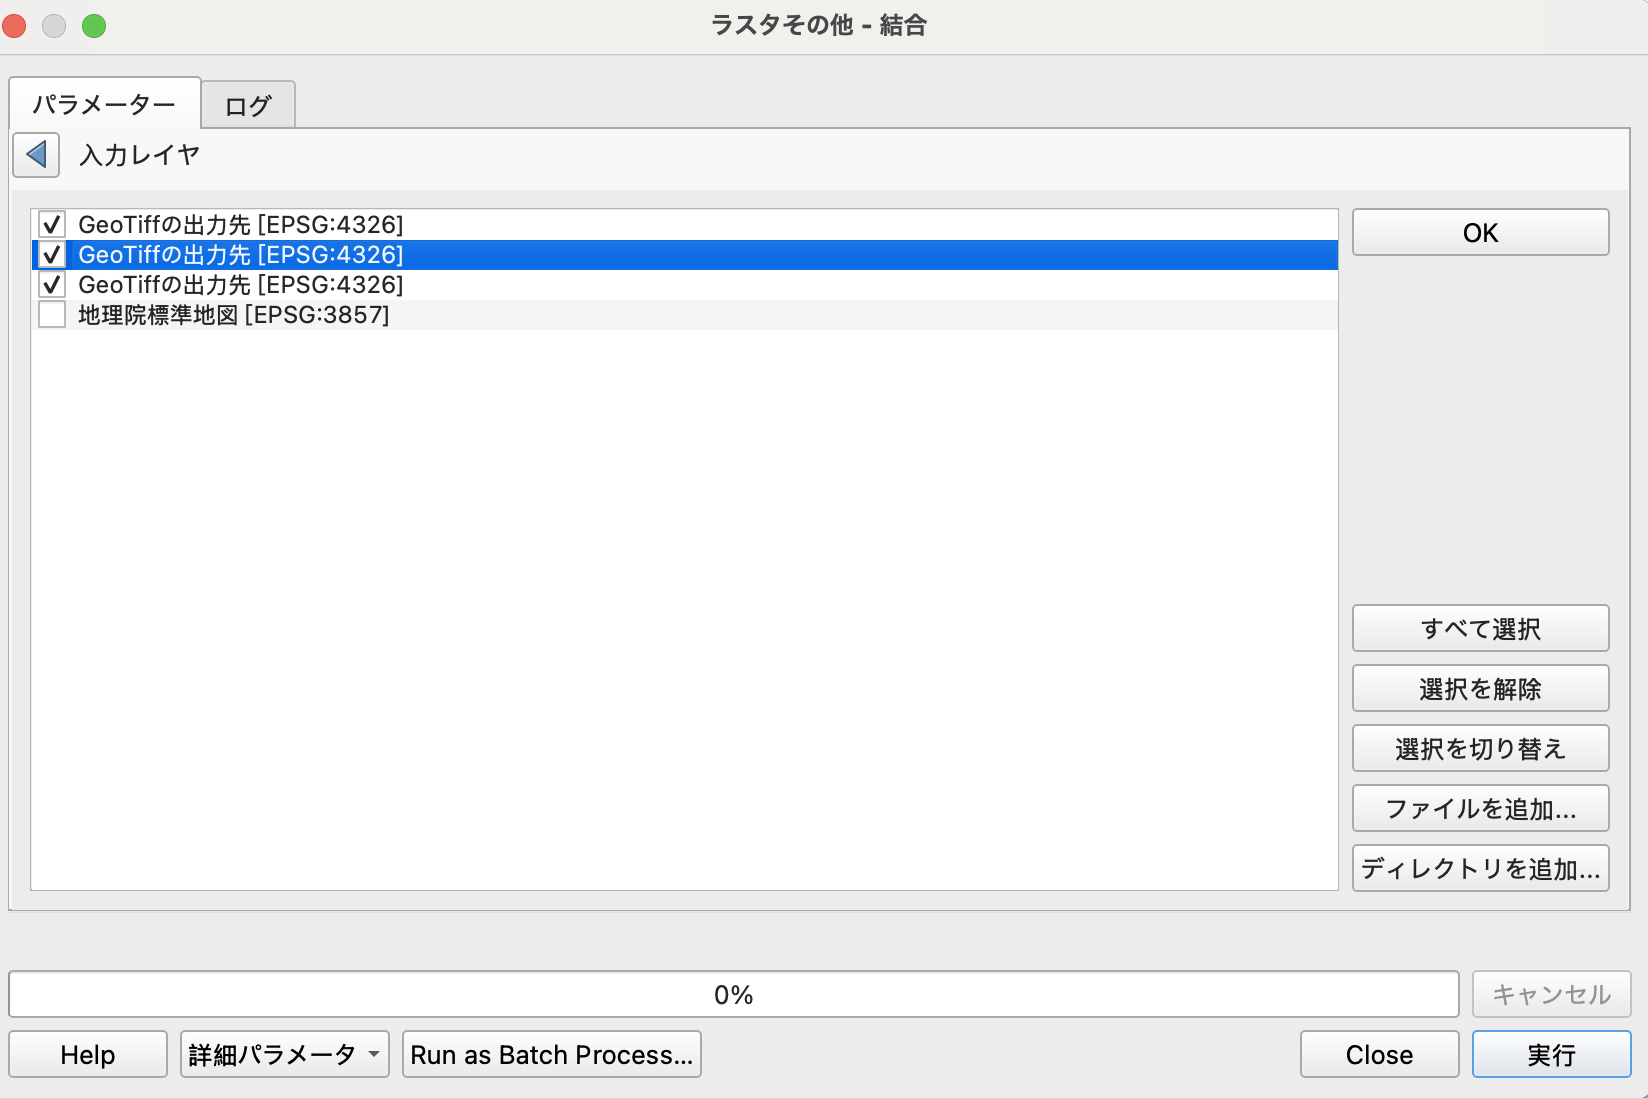 ラスタその他 - 結合
パラメーター
ログ
入力レイヤ
GeoTiffの出力先 [EPSG:4326]
GeoTiffの出力先 [EPSG:4326]
GeoTiffの出力先 [EPSG:4326]
地理院標準地図 [EPSG:3857]
OK
すべて選択
選択を解除
選択を切り替え
ファイルを追加...
ディレクトリを追加...
0%
キャンセル
Help
詳細パラメータ
Run as Batch Process...
Close
実行